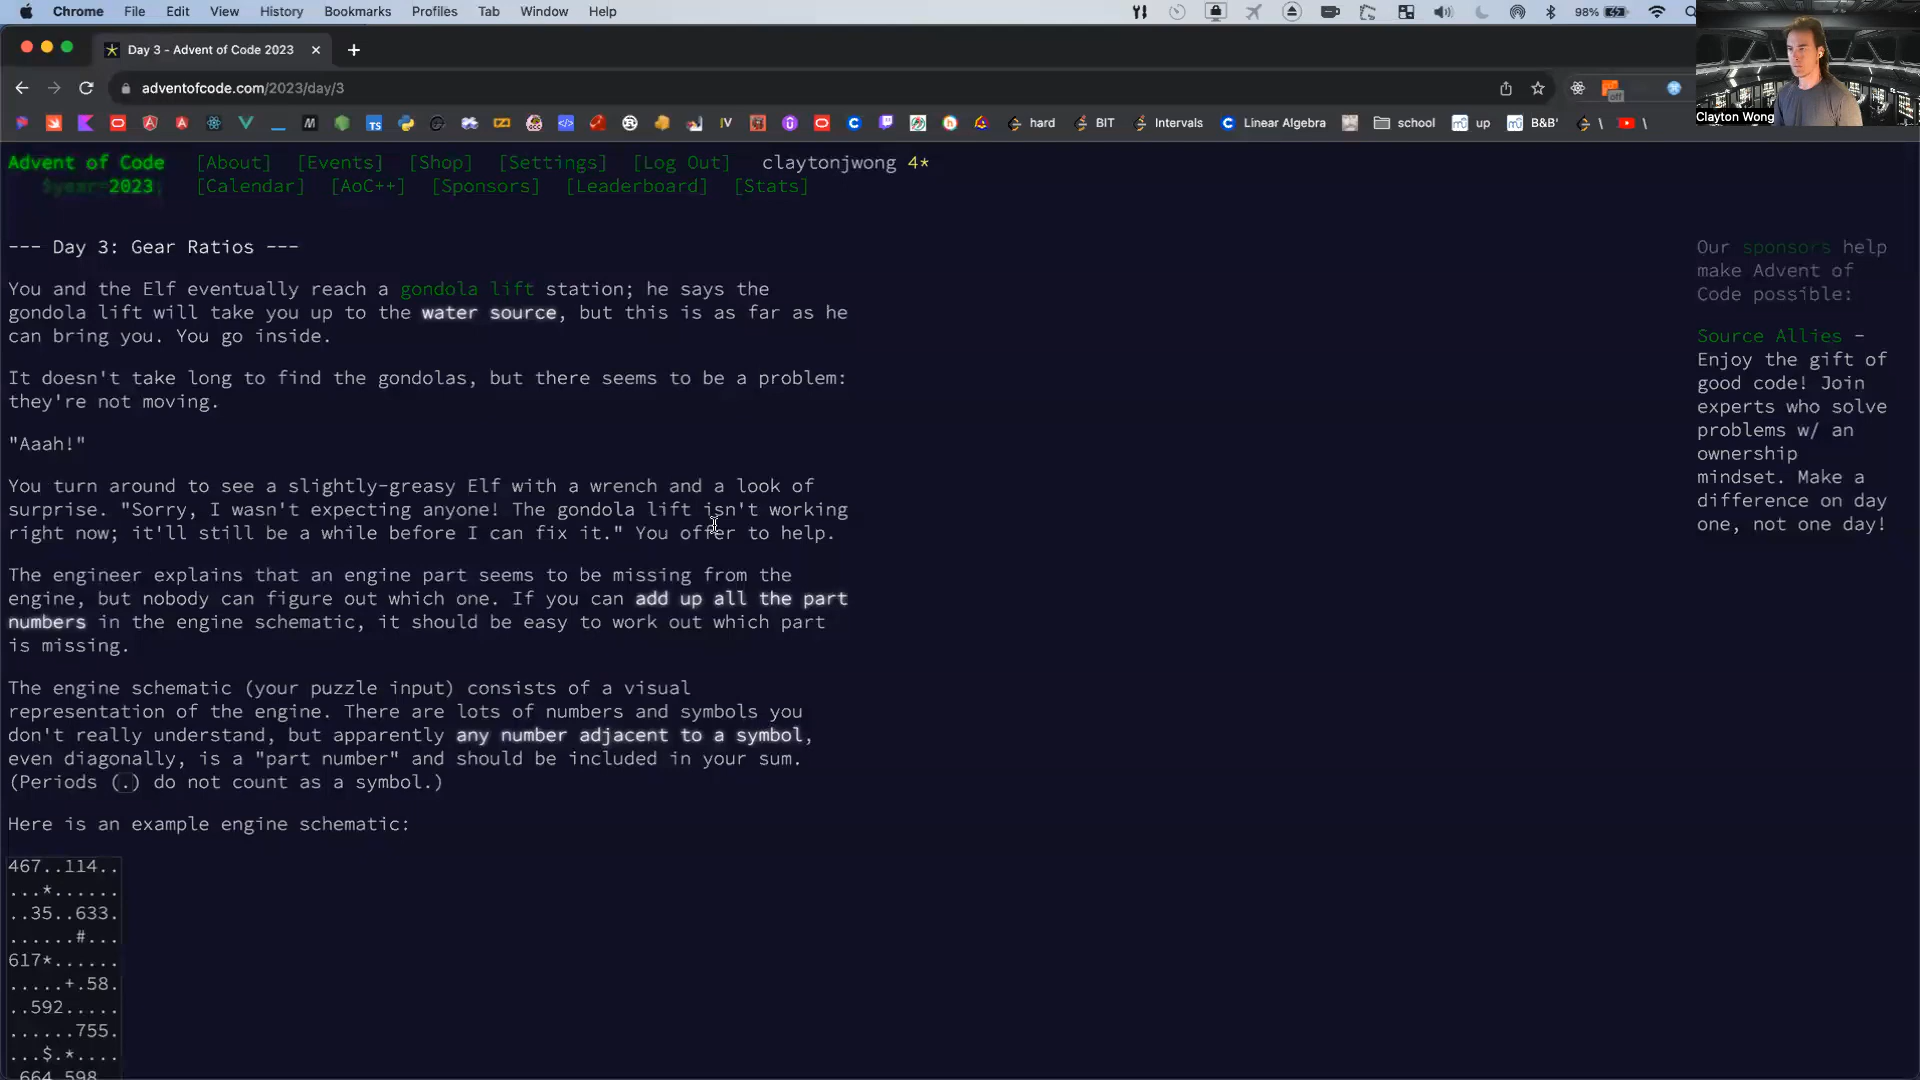 Chrome File Edit View History Bookmarks Profiles Tab Window Help 98%
Day 3 - Advent of Code 2023
adventofcode.com/2023/day/3
off
Clayton Wong
hard BIT Intervals Linear Algebra school up B&B' \ \
Advent of Code [About] [Events] [Shop] [Settings] [Log Out] claytonjwong 4*
$year=2023; [Calendar] [AoC++] [Sponsors] [Leaderboard] [Stats]
--- Day 3: Gear Ratios ---
You and the Elf eventually reach a gondola lift station; he says the
gondola lift will take you up to the water source, but this is as far as he
can bring you. You go inside.
It doesn't take long to find the gondolas, but there seems to be a problem:
they're not moving.
"Aaah!"
You turn around to see a slightly-greasy Elf with a wrench and a look of
surprise. "Sorry, I wasn't expecting anyone! The gondola lift isn't working
right now; it'll still be a while before I can fix it." You offer to help.
The engineer explains that an engine part seems to be missing from the
engine, but nobody can figure out which one. If you can add up all the part
numbers in the engine schematic, it should be easy to work out which part
is missing.
The engine schematic (your puzzle input) consists of a visual
representation of the engine. There are lots of numbers and symbols you
don't really understand, but apparently any number adjacent to a symbol,
even diagonally, is a "part number" and should be included in your sum.
(Periods (.) do not count as a symbol.)
Here is an example engine schematic:
467..114..
...*......
..35..633.
......#...
617*......
.....+.58.
..592.....
......755.
...$.*....
.664.598..
Our sponsors help
make Advent of
Code possible:
Source Allies -
Enjoy the gift of
good code! Join
experts who solve
problems w/ an
ownership
mindset. Make a
difference on day
one, not one day!